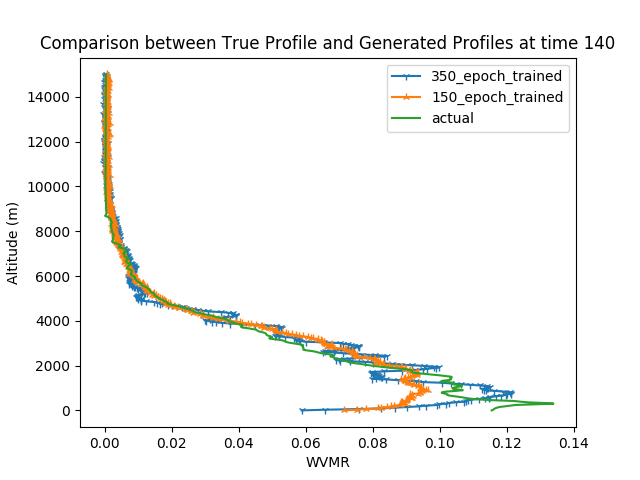 Comparison between True Profile and Generated Profiles at time 140
350_epoch_trained
150_epoch_trained
actual
14000
12000
10000
8000
6000
4000
2000
0
Altitude (m)
0.00 0.02 0.04 0.06 0.08 0.10 0.12 0.14
WVMR